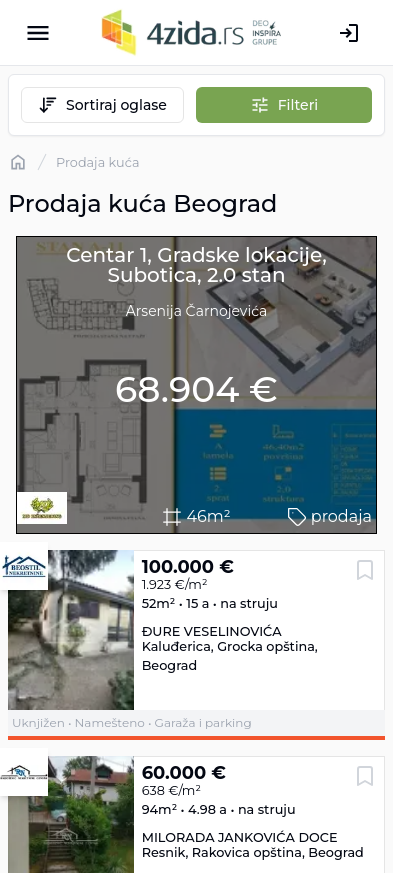 4zida.rs
DEO
INSPIRA
GRUPE
Sortiraj oglase
Filteri
/ Prodaja kuća
Prodaja kuća Beograd
Centar 1, Gradske lokacije,
Subotica, 2.0 stan
Arsenija Čarnojevića
68.904 €
46m²
prodaja
BEOSTIL
NEKRETNINE
100.000 €
1.923 €/m²
52m² • 15 a • na struju
ĐURE VESELINOVIĆA
Kaluđerica, Grocka opština,
Beograd
Uknjižen • Namešteno • Garaža i parking
60.000 €
638 €/m²
94m² • 4.98 a • na struju
MILORADA JANKOVIĆA DOCE
Resnik, Rakovica opština, Beograd